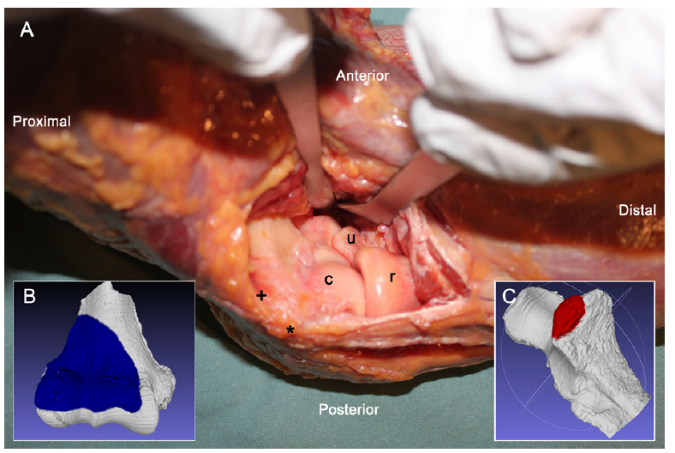 A
Anterior
Proximal
Distal
u
c
r
+
*
B
C
Posterior